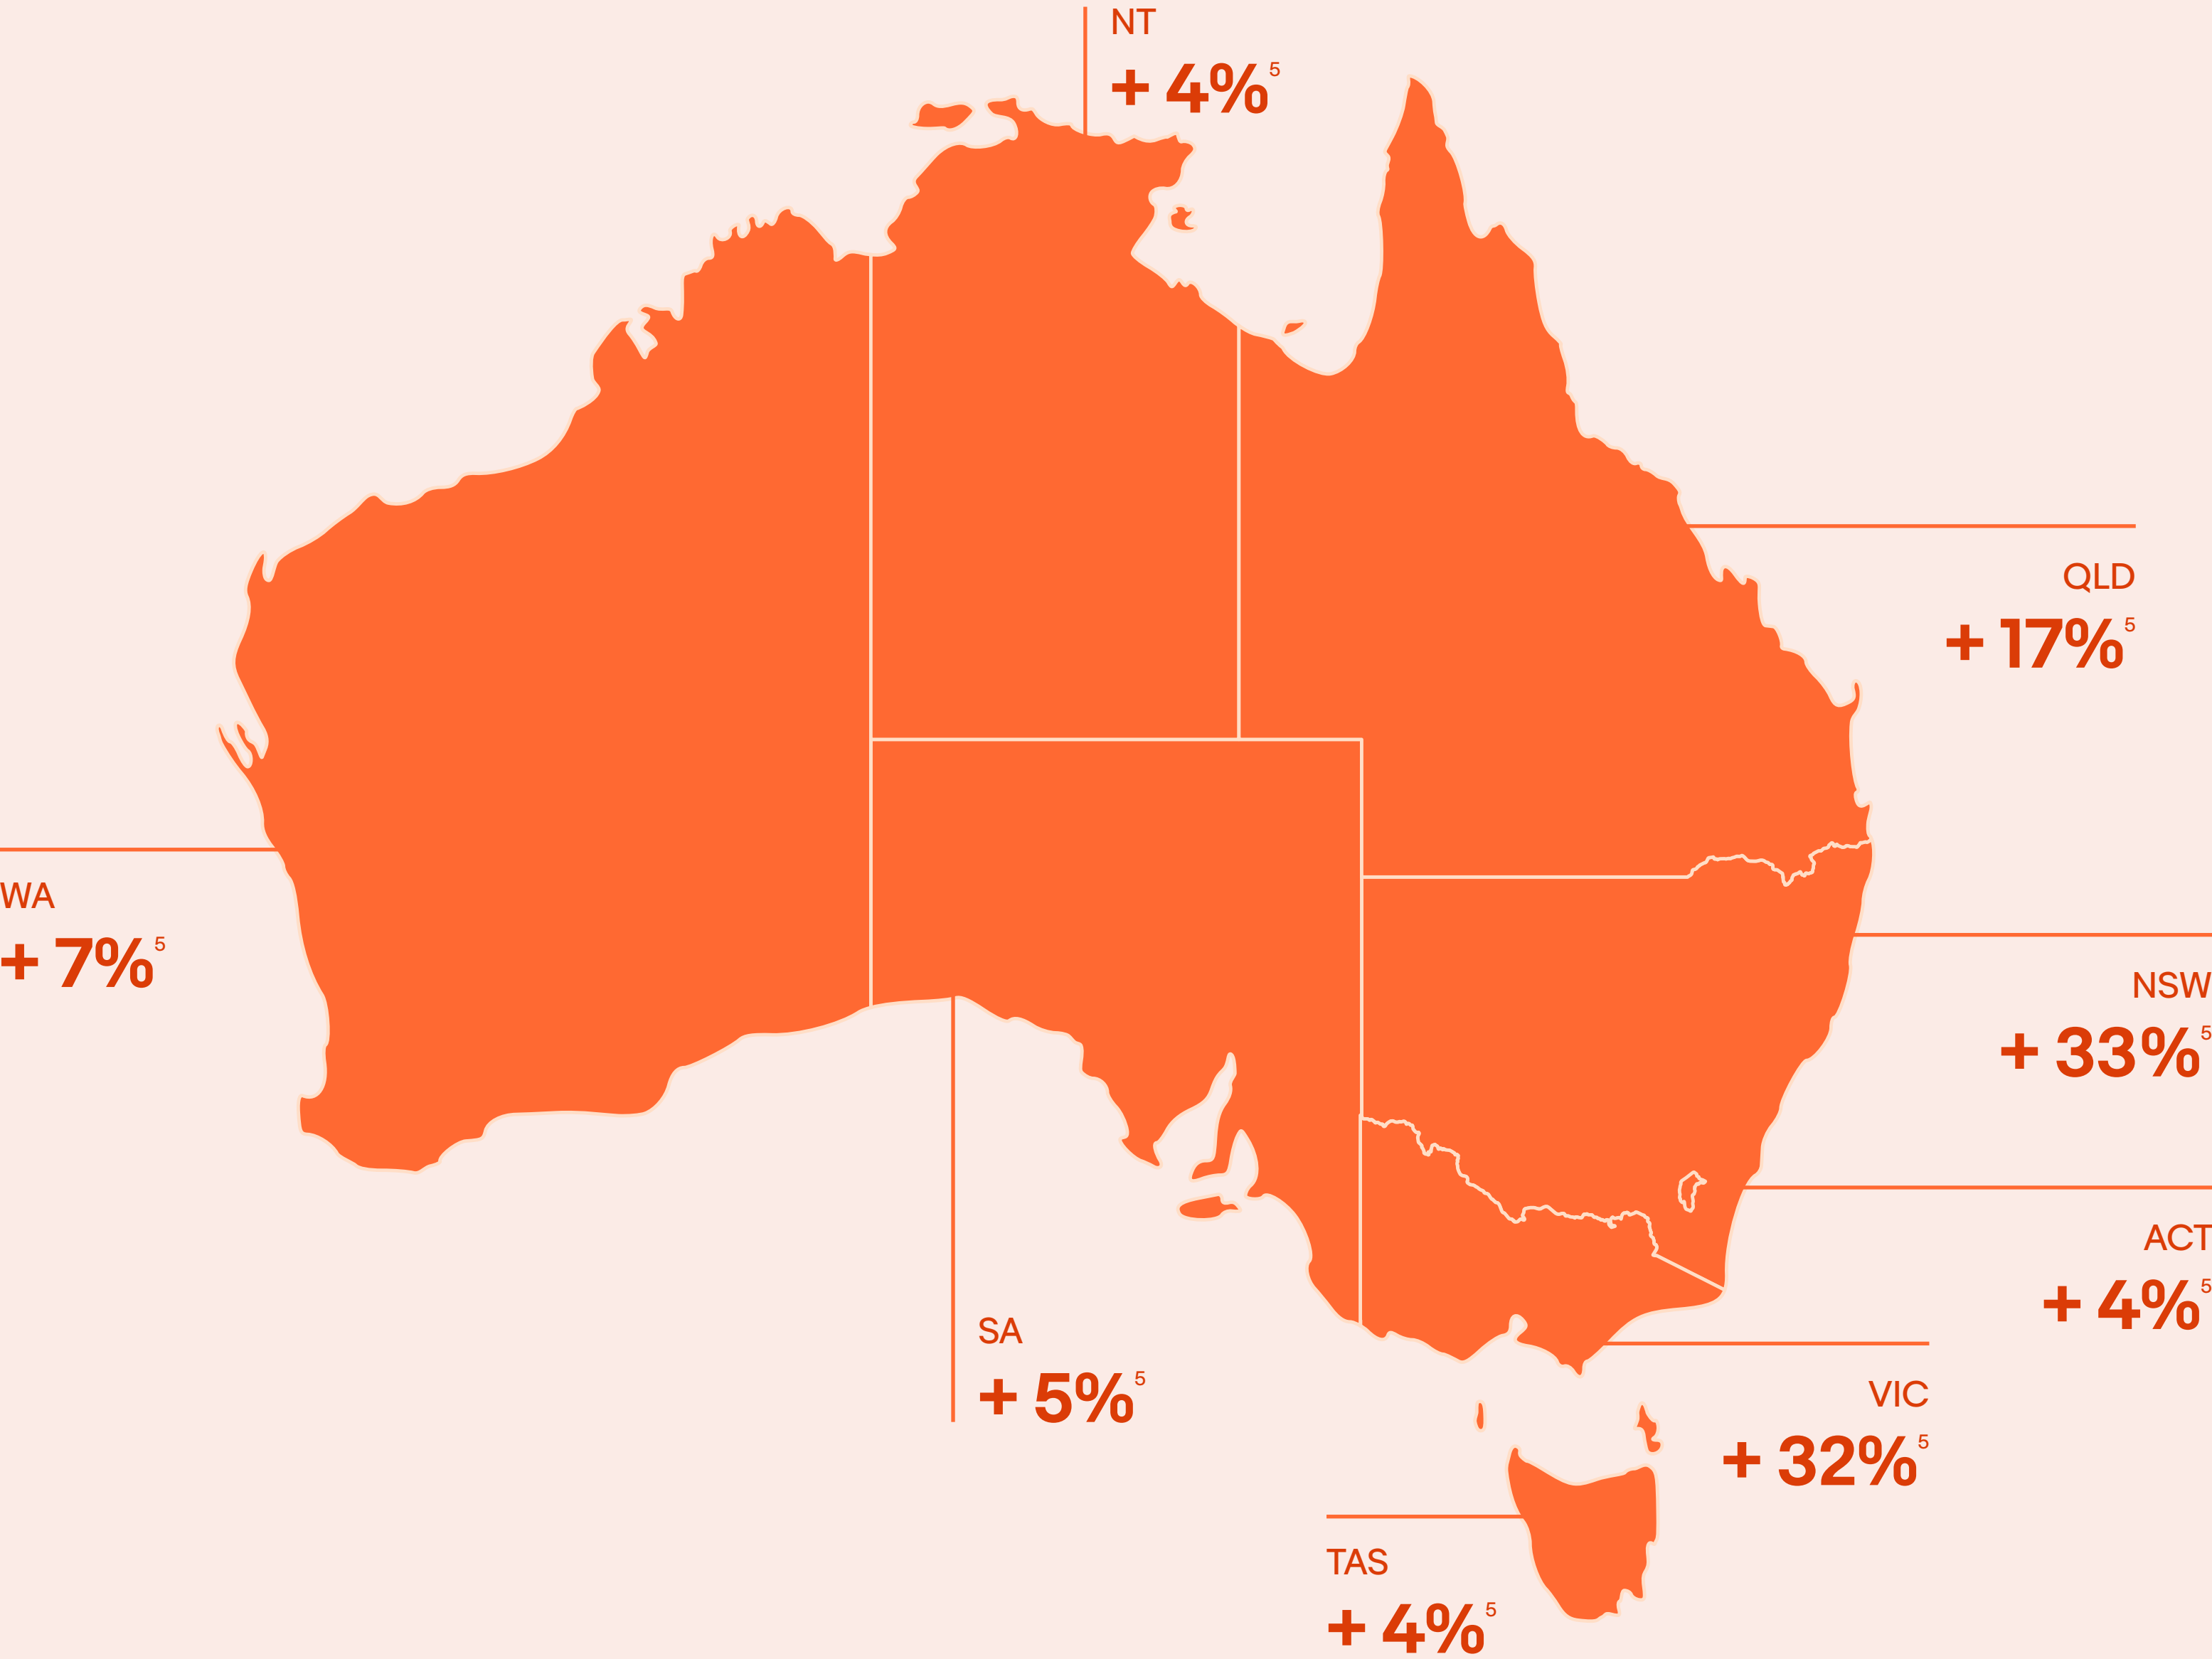 NT
+ 4%⁵
QLD
+ 17%⁵
WA
+ 7%⁵
NSW
+ 33%⁵
ACT
+ 4%⁵
SA
+ 5%⁵
VIC
+ 32%⁵
TAS
+ 4%⁵